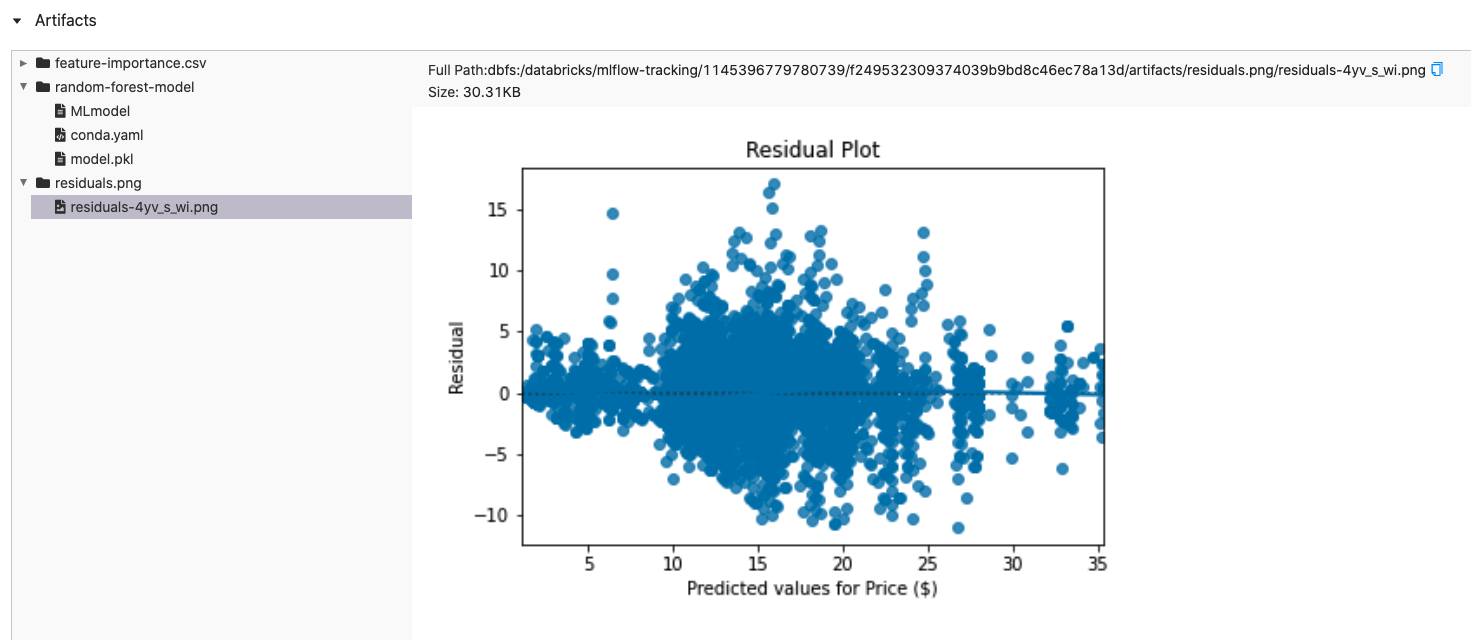 Artifacts
feature-importance.csv
random-forest-model
MLmodel
conda.yaml
model.pkl
residuals.png
residuals-4yv_s_wi.png
Full Path:dbfs:/databricks/mlflow-tracking/1145396779780739/f249532309374039b9bd8c46ec78a13d/artifacts/residuals.png/residuals-4yv_s_wi.png
Size: 30.31KB
Residual Plot
15
10
5
0
−5
−10
Residual
5 10 15 20 25 30 35
Predicted values for Price ($)